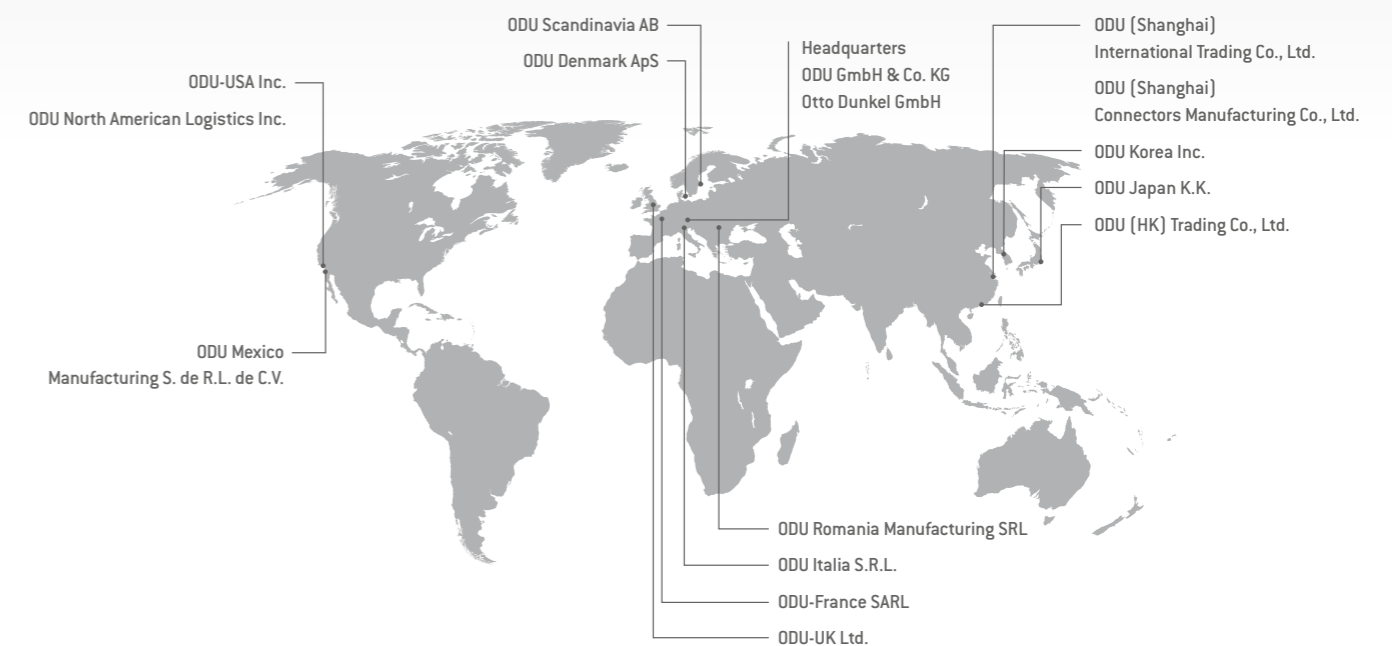 ODU Scandinavia AB
ODU Denmark ApS
ODU-USA Inc.
ODU North American Logistics Inc.
ODU Mexico
Manufacturing S. de R.L. de C.V.
Headquarters
ODU GmbH & Co. KG
Otto Dunkel GmbH
ODU (Shanghai)
International Trading Co., Ltd.
ODU (Shanghai)
Connectors Manufacturing Co., Ltd.
ODU Korea Inc.
ODU Japan K.K.
ODU (HK) Trading Co., Ltd.
ODU Romania Manufacturing SRL
ODU Italia S.R.L.
ODU-France SARL
ODU-UK Ltd.